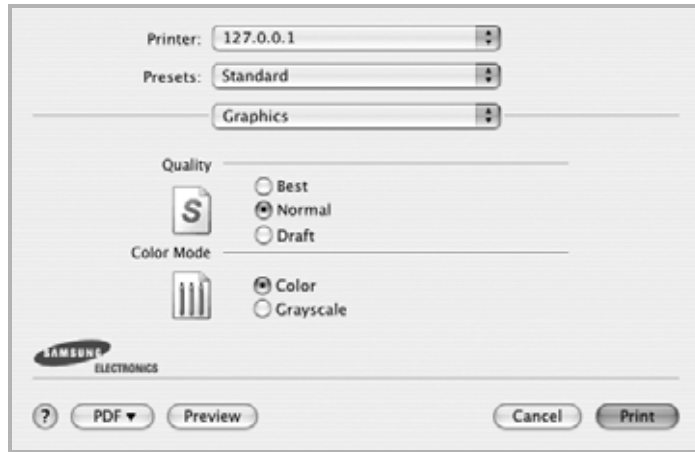 Printer: 127.0.0.1
Presets: Standard
Graphics
Quality
Best
S
Normal
Draft
Color Mode
Color
Grayscale
SAMSUNG
ELECTRONICS
? PDF Preview Cancel Print